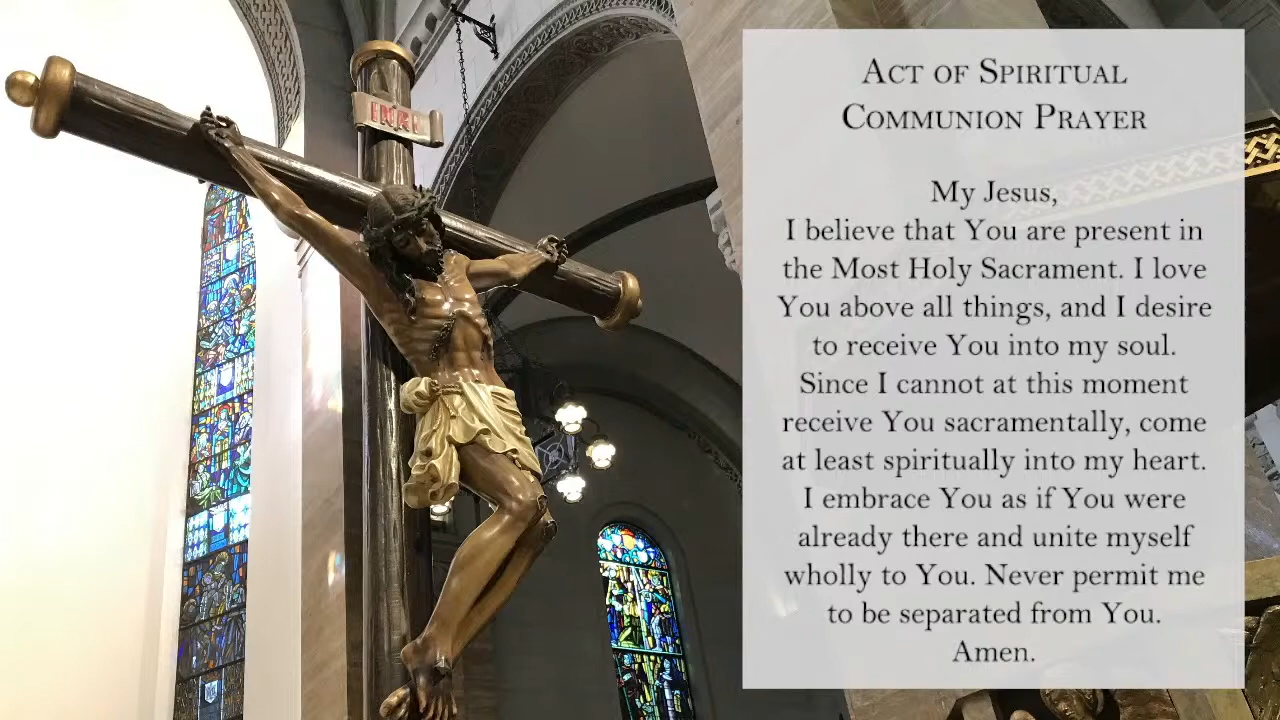 INRI
ACT OF SPIRITUAL
COMMUNION PRAYER
My Jesus,
I believe that You are present in
the Most Holy Sacrament. I love
You above all things, and I desire
to receive You into my soul.
Since I cannot at this moment
receive You sacramentally, come
at least spiritually into my heart.
I embrace You as if You were
already there and unite myself
wholly to You. Never permit me
to be separated from You.
Amen.